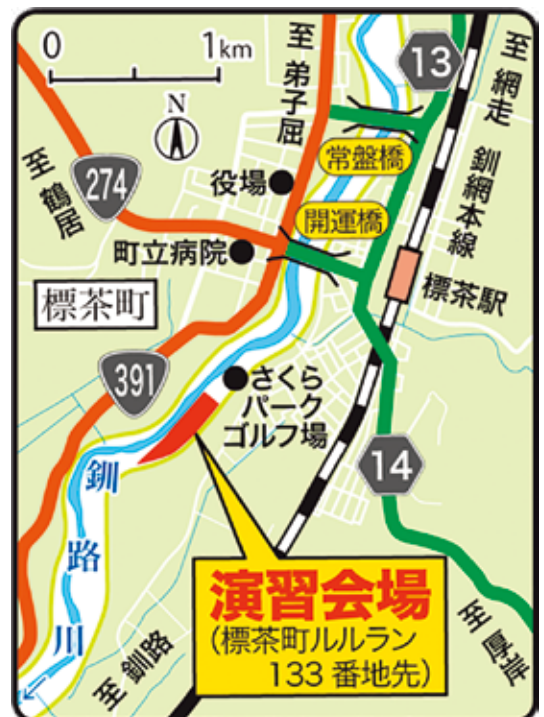 0 1km
N
至弟子屈
13
至網走
釧網本線
常盤橋
274
至鶴居
役場
開運橋
町立病院
標茶駅
標茶町
391
さくら
パーク
ゴルフ場
14
釧路川
演習会場
(標茶町ルルラン
133番地先)
至釧路
至厚岸